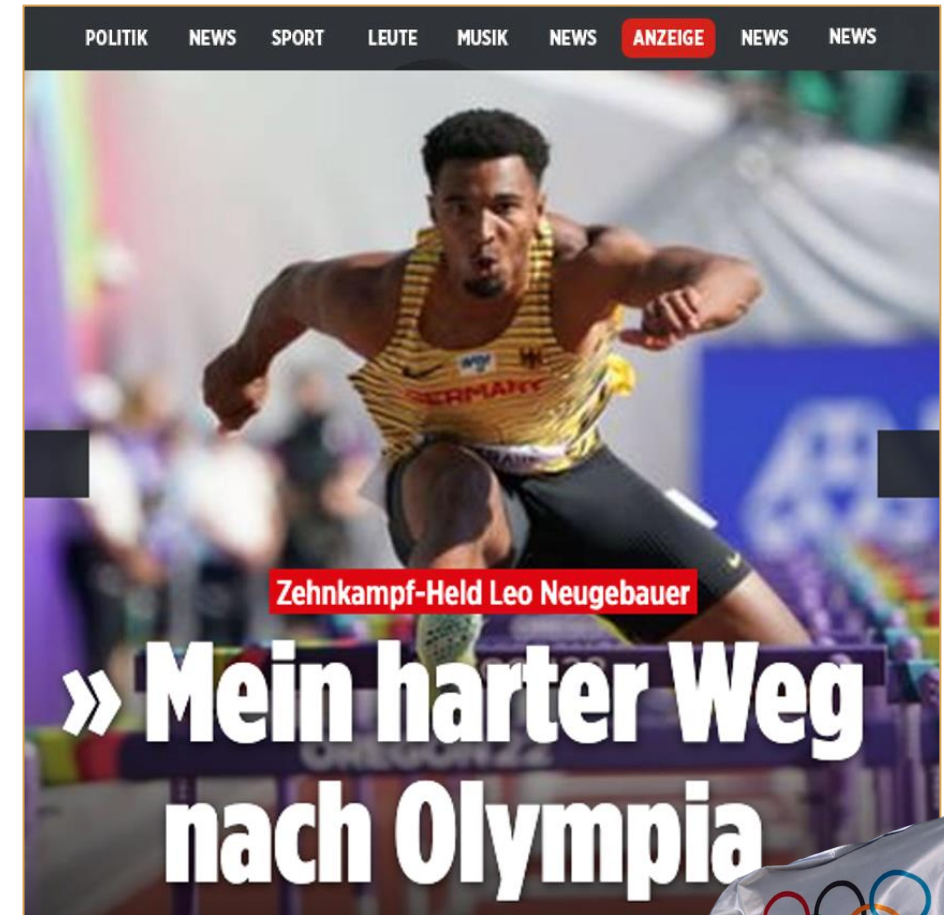 POLITIK NEWS SPORT LEUTE MUSIK NEWS ANZEIGE NEWS NEWS
GERMANY
Zehnkampf-Held Leo Neugebauer
» Mein harter Weg
OREGON22
nach Olympia